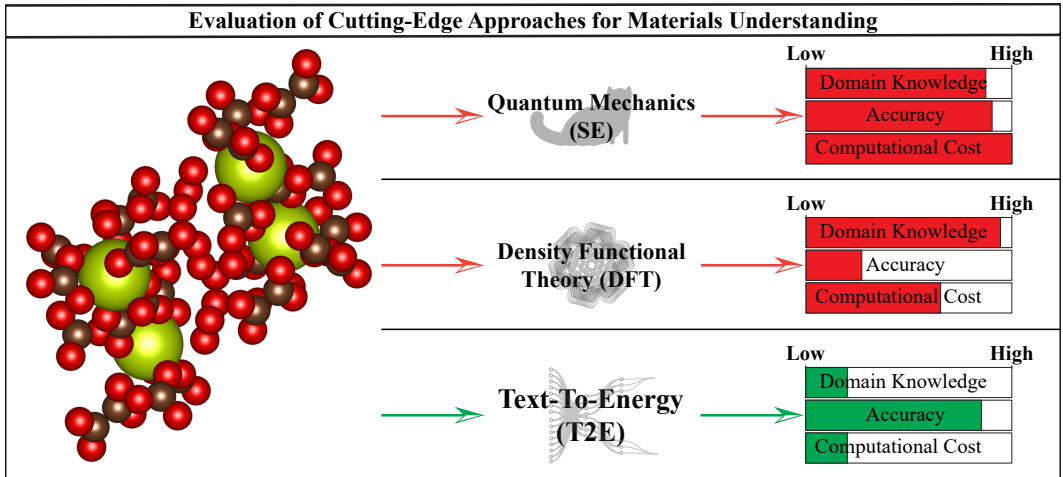 Evaluation of Cutting-Edge Approaches for Materials Understanding
Quantum Mechanics
(SE)
Low High
Domain Knowledge
Accuracy
Computational Cost
Density Functional
Theory (DFT)
Low High
Domain Knowledge
Accuracy
Computational Cost
Text-To-Energy
(T2E)
Low High
Domain Knowledge
Accuracy
Computational Cost